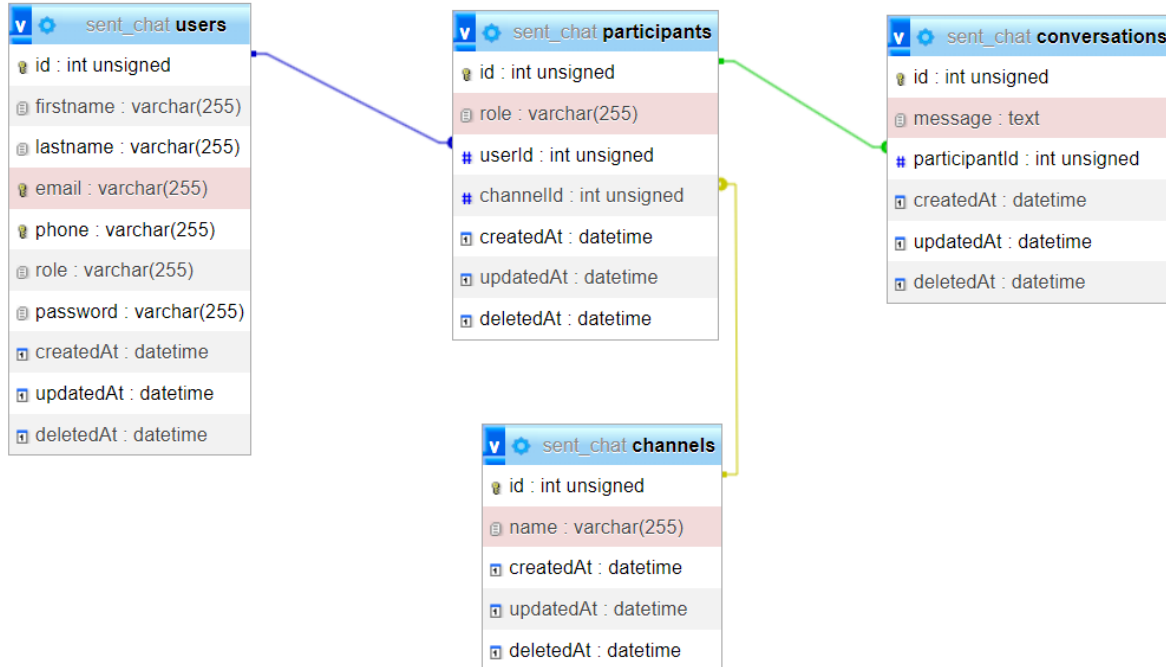 v sent_chat users
id : int unsigned
firstname : varchar(255)
lastname : varchar(255)
email : varchar(255)
phone : varchar(255)
role : varchar(255)
password : varchar(255)
createdAt : datetime
updatedAt : datetime
deletedAt : datetime
v sent_chat participants
id : int unsigned
role : varchar(255)
# userId : int unsigned
# channelId : int unsigned
createdAt : datetime
updatedAt : datetime
deletedAt : datetime
v sent_chat conversations
id : int unsigned
message : text
# participantId : int unsigned
createdAt : datetime
updatedAt : datetime
deletedAt : datetime
v sent_chat channels
id : int unsigned
name : varchar(255)
createdAt : datetime
updatedAt : datetime
deletedAt : datetime